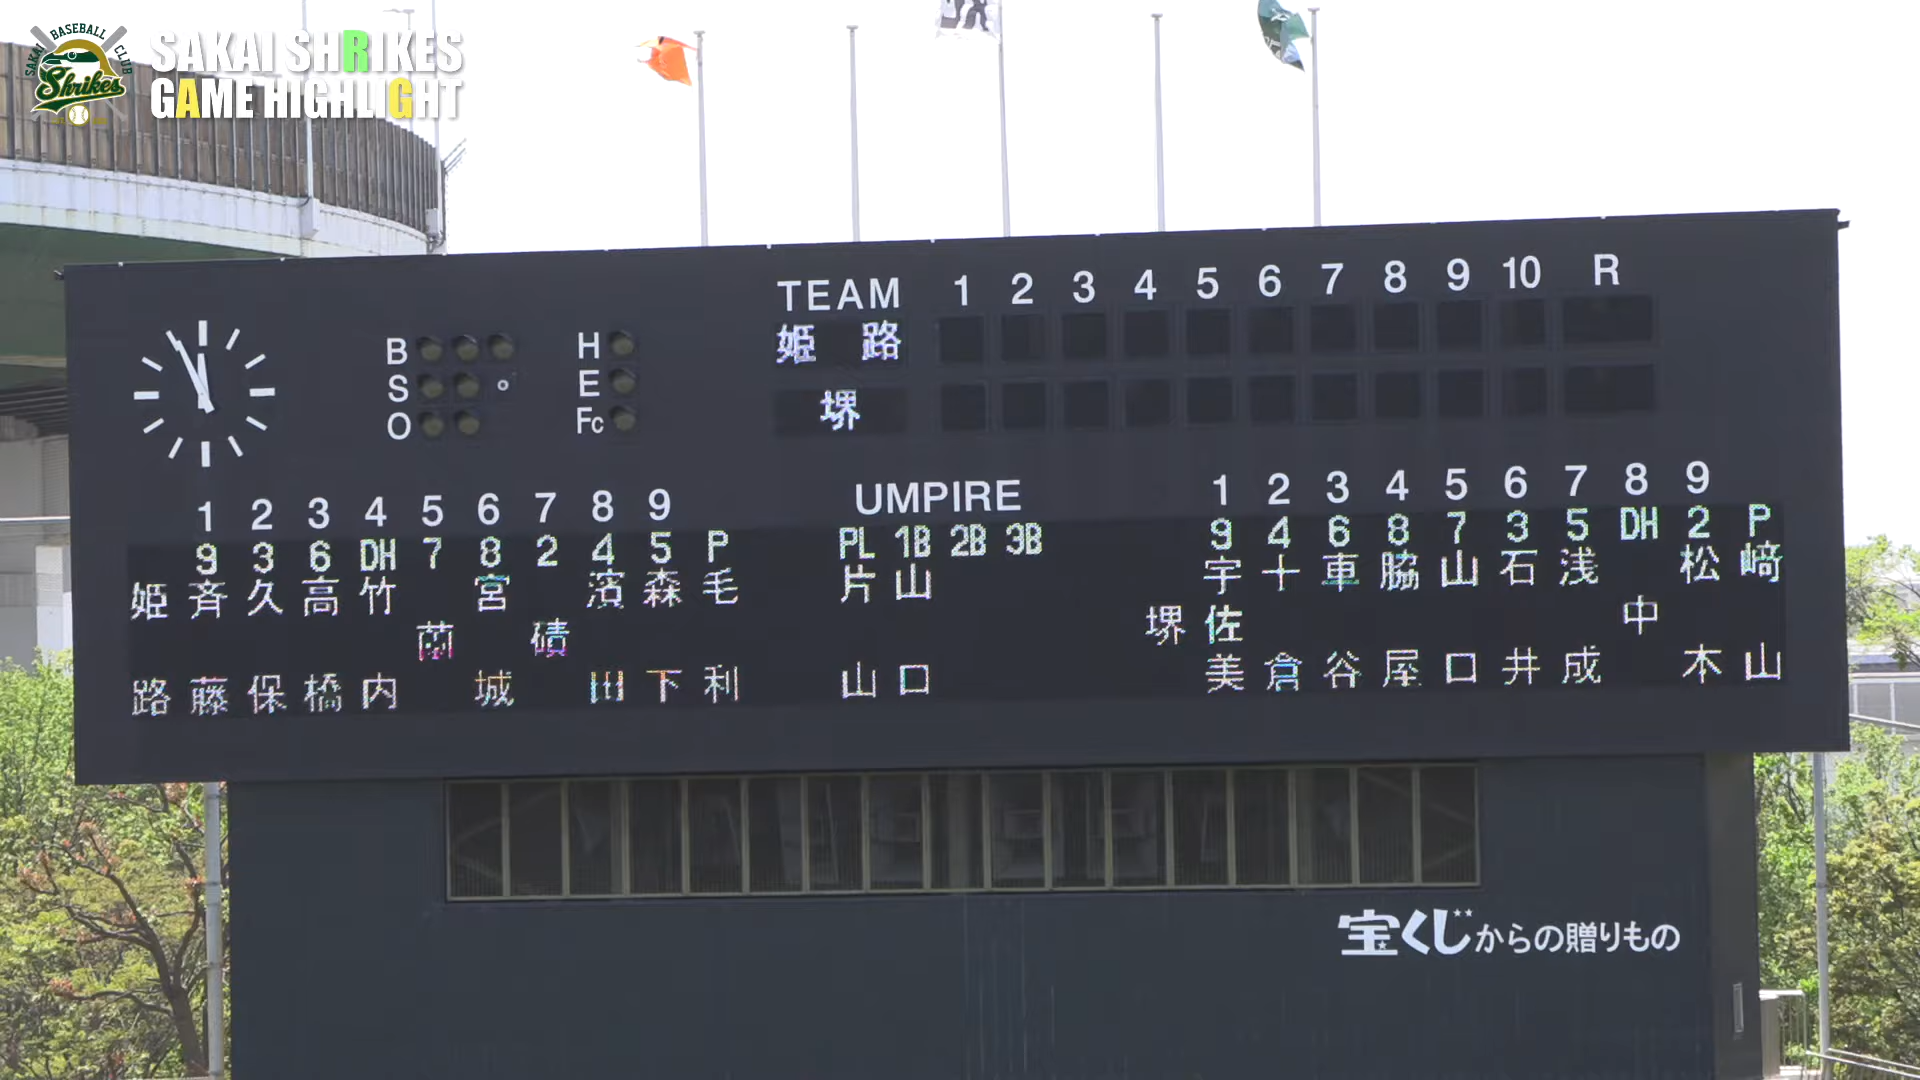 SAKAI BASEBALL CLUB
Shrikes
SAKAI SHRIKES
GAME HIGHLIGHT
TEAM 1 2 3 4 5 6 7 8 9 10 R
姫路
堺
B H
S E
O Fc
UMPIRE
PL 1B 2B 3B
片山 山口
1 2 3 4 5 6 7 8 9
9 3 6 DH 7 8 2 4 5 P
姫路 斉藤 久保 高橋 竹内 蘭 宮城 磧 濱田 森下 毛利
1 2 3 4 5 6 7 8 9
9 4 6 8 7 3 5 DH 2 P
堺 宇佐美 十倉 車谷 脇屋 山口 石井 浅成 中 松本 﨑山
宝くじからの贈りもの